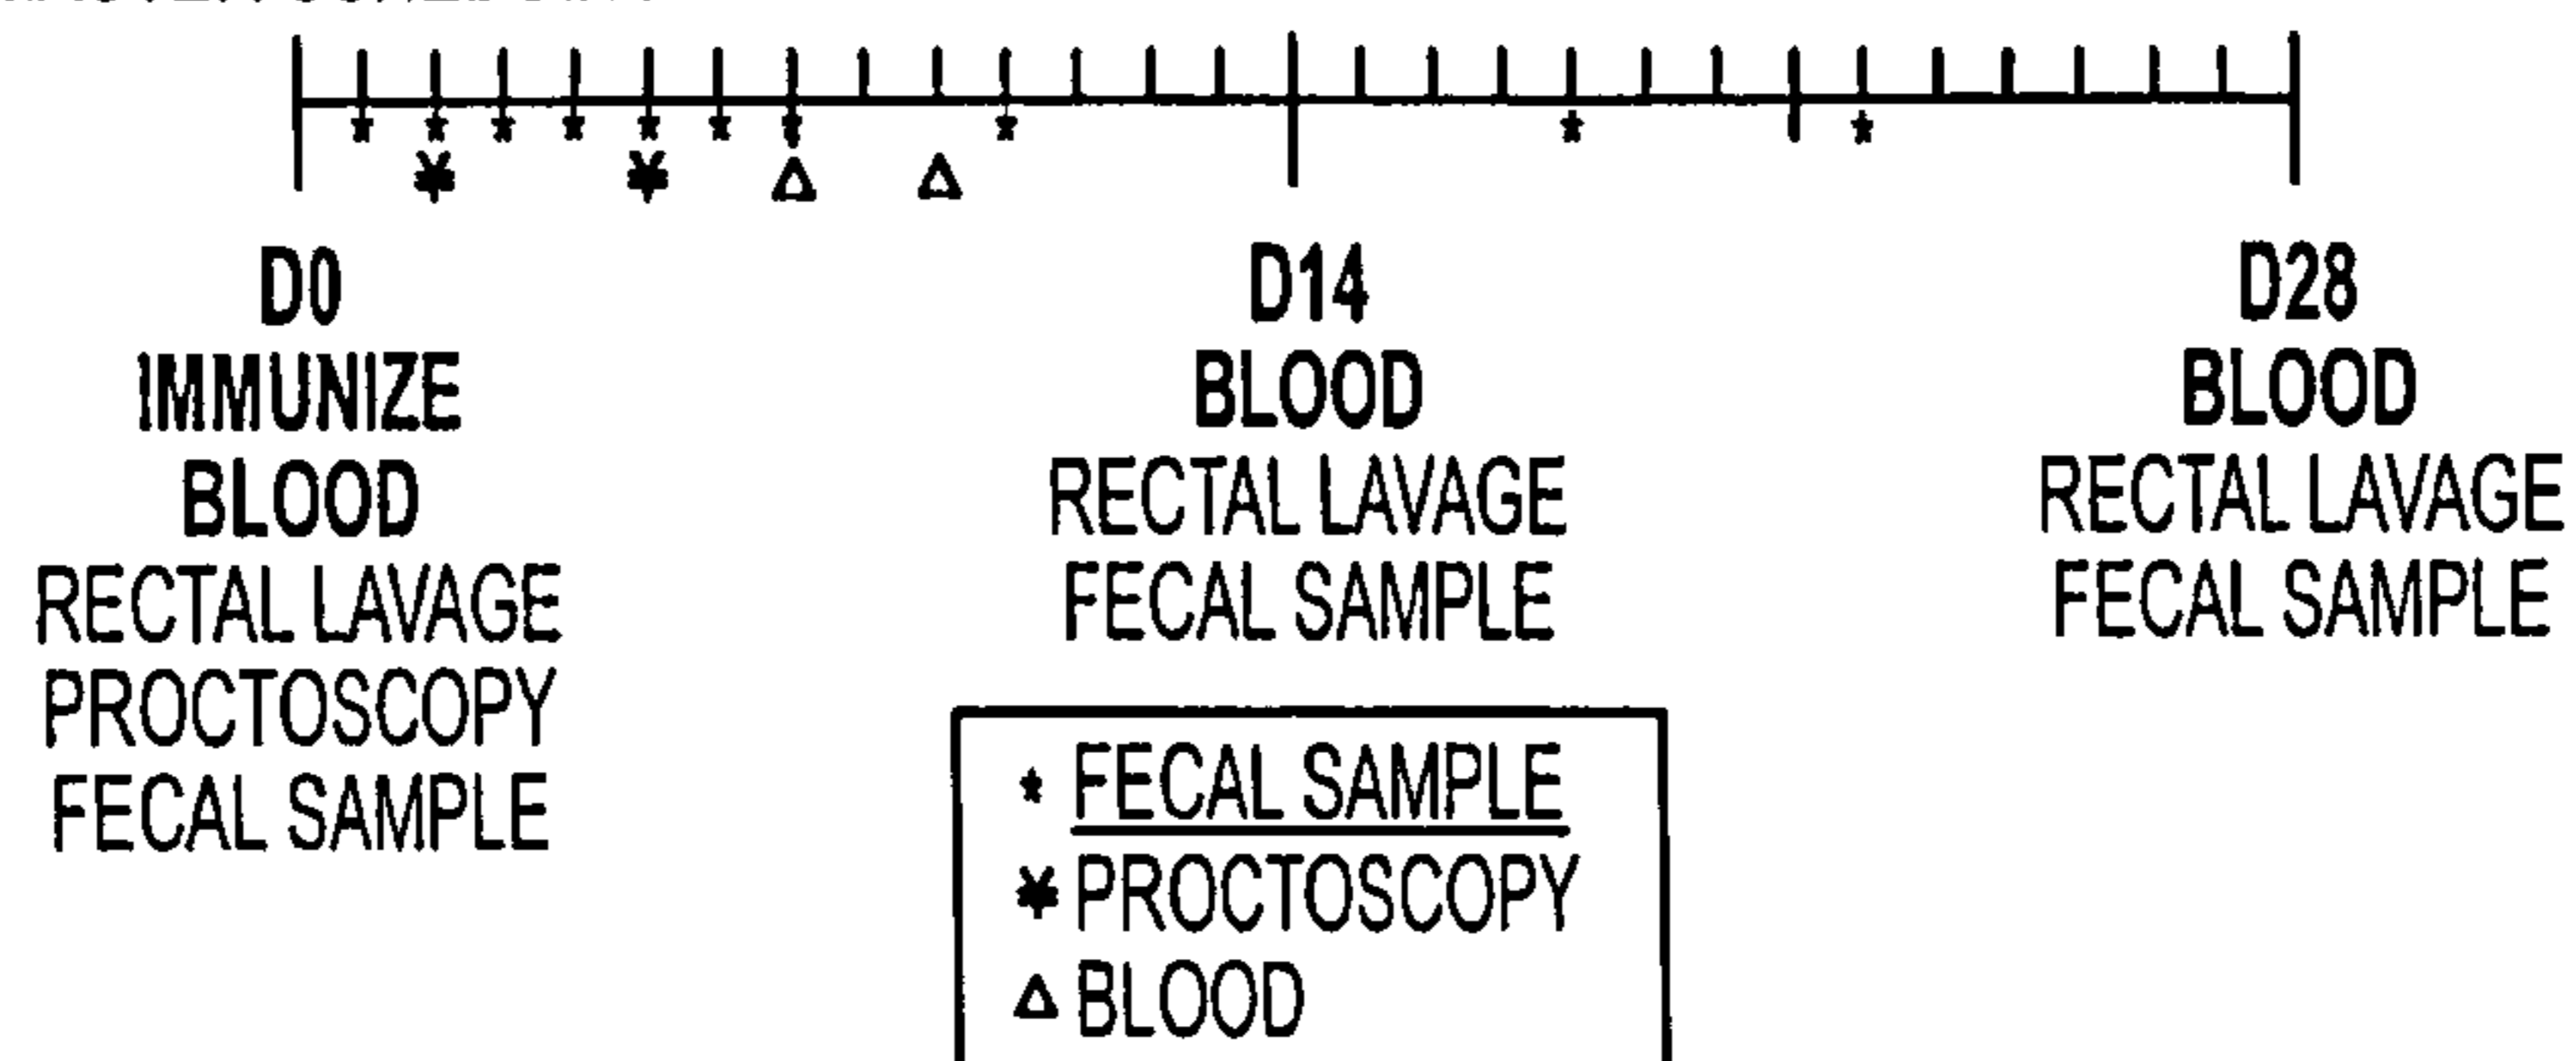 D0
IMMUNIZE
BLOOD
RECTAL LAVAGE
PROCTOSCOPY
FECAL SAMPLE
D14
BLOOD
RECTAL LAVAGE
FECAL SAMPLE
D28
BLOOD
RECTAL LAVAGE
FECAL SAMPLE
* FECAL SAMPLE
PROCTOSCOPY
Δ BLOOD